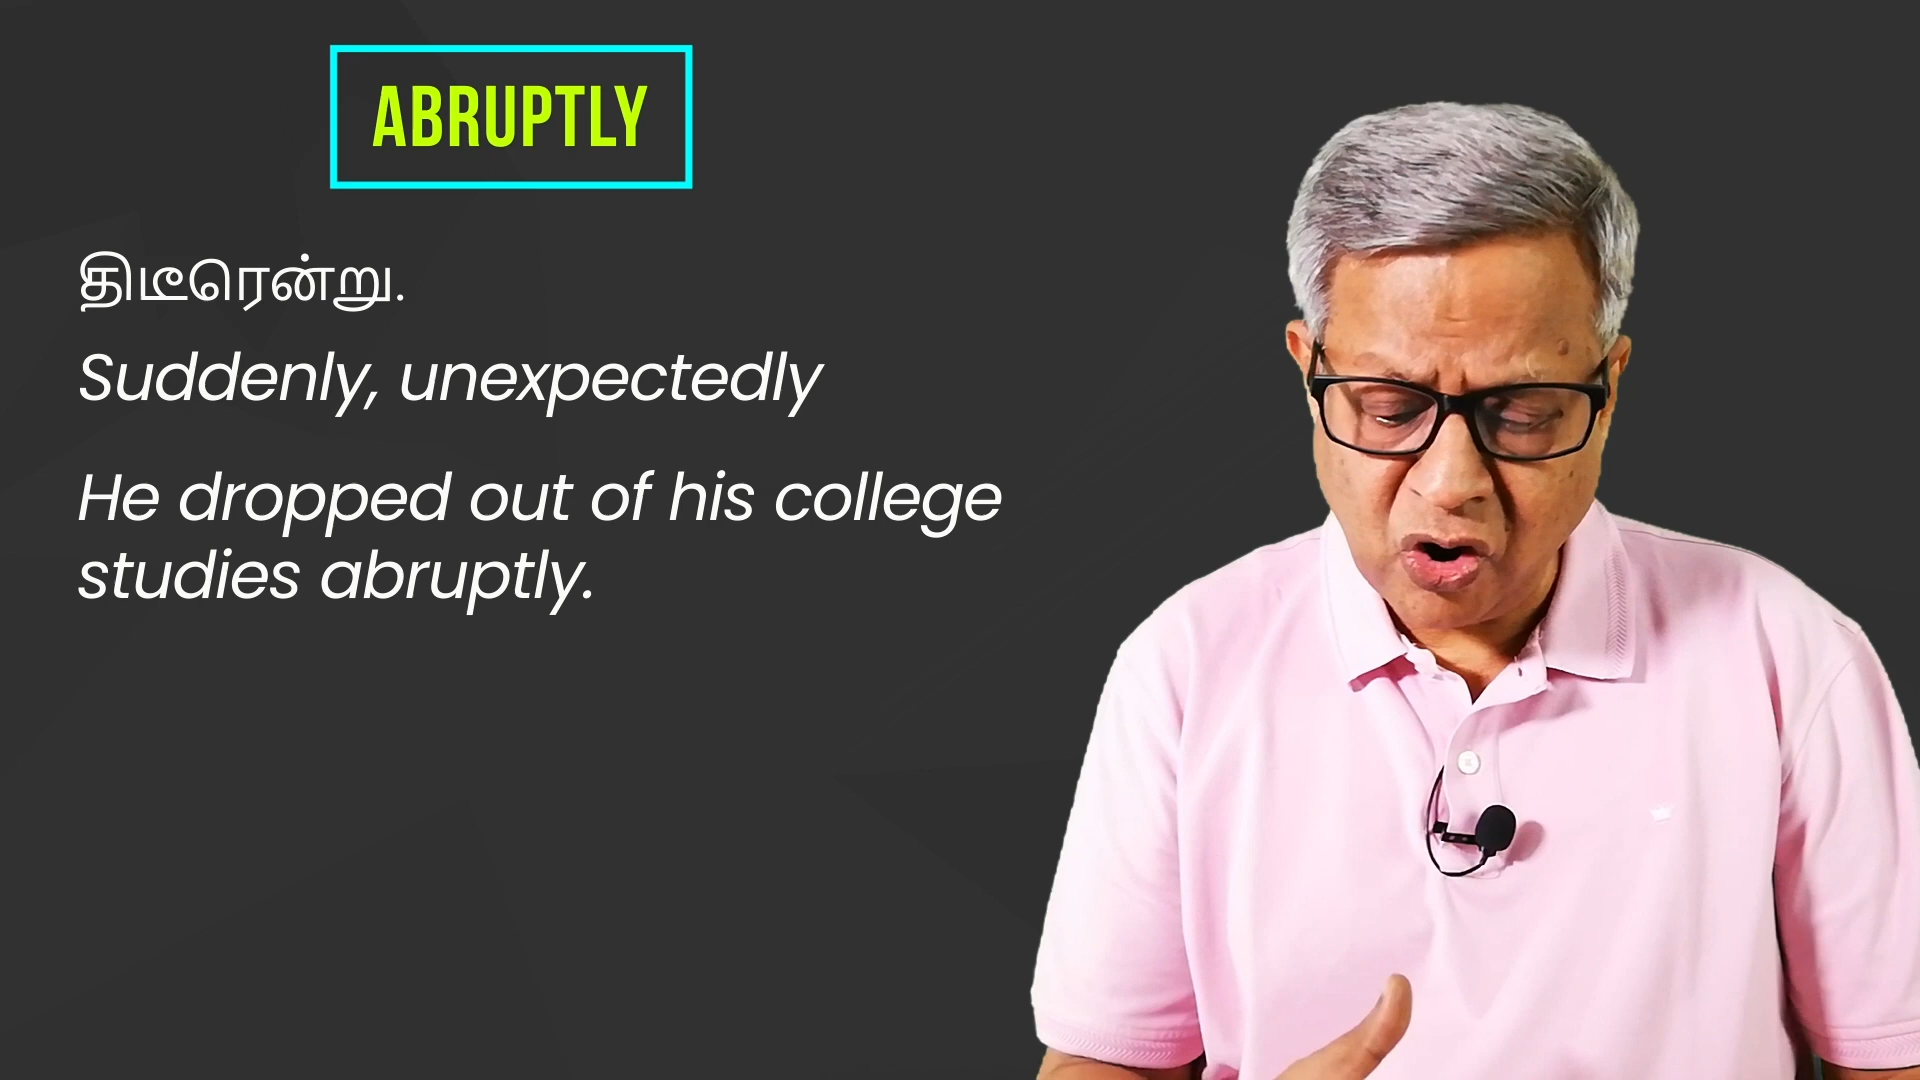 ABRUPTLY
திடீரென்று.
Suddenly, unexpectedly
He dropped out of his college
studies abruptly.